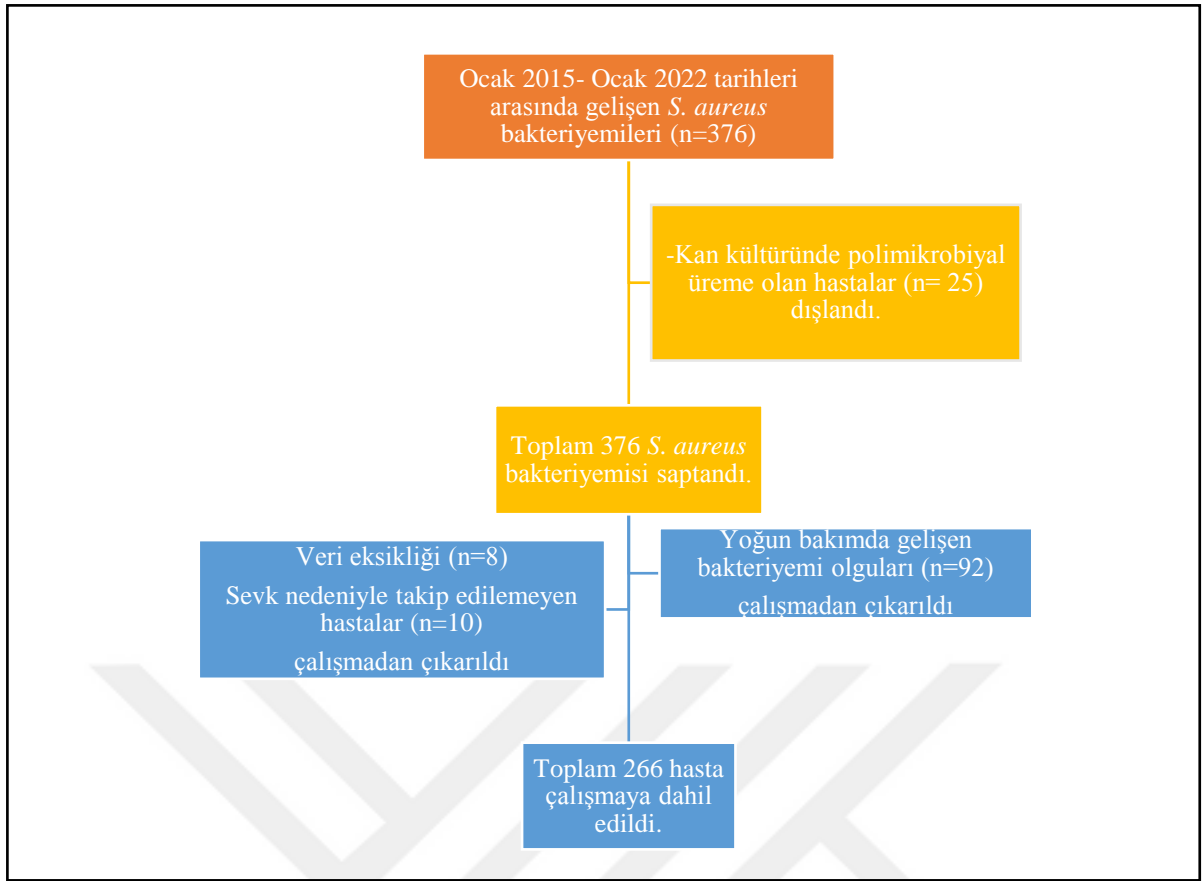 Ocak 2015- Ocak 2022 tarihleri
arasında gelişen S. aureus
bakteriyemileri (n=376)
-Kan kültüründe polimikrobiyal
üreme olan hastalar (n= 25)
dışlandı.
Toplam 376 S. aureus
bakteriyemisi saptandı.
Veri eksikliği (n=8)
Sevk nedeniyle takip edilemeyen
hastalar (n=10)
çalışmadan çıkarıldı
Yoğun bakımda gelişen
bakteriyemi olguları (n=92)
çalışmadan çıkarıldı
Toplam 266 hasta
çalışmaya dahil
edildi.